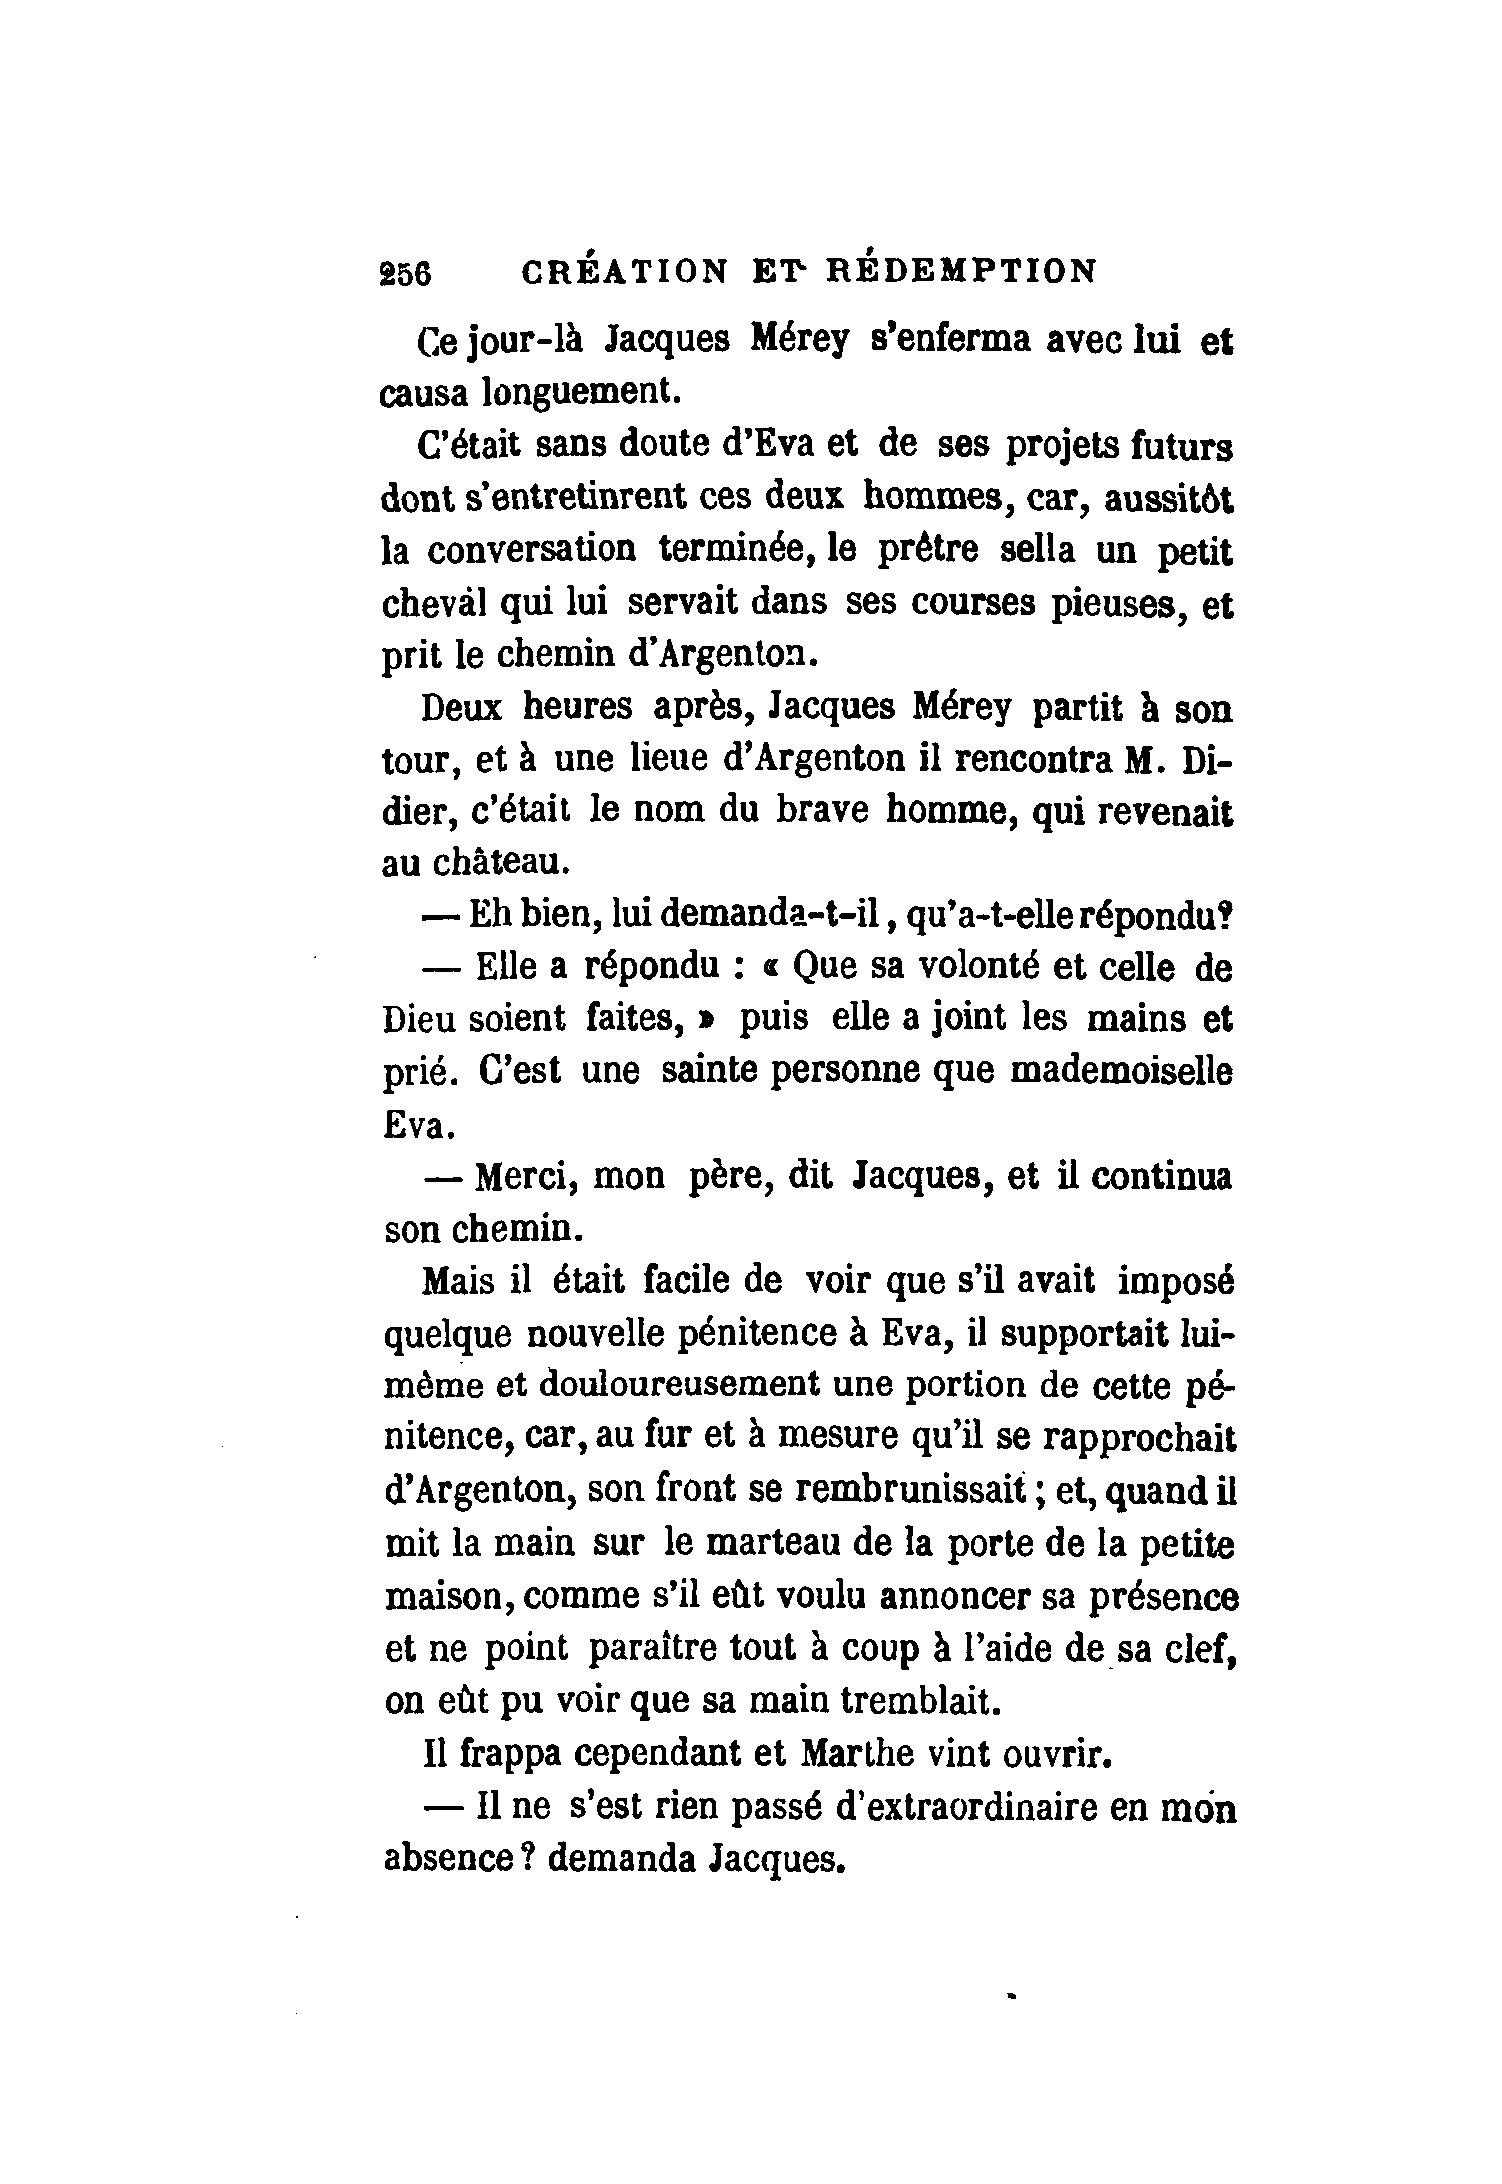 256 CRÉATION ET RÉDEMPTION
Ce jour-là Jacques Mérey s'enferma avec lui et
causa longuement.
C'était sans doute d'Eva et de ses projets futurs
dont s'entretinrent ces deux hommes, car, aussitôt
la conversation terminée, le prêtre sella un petit
cheval qui lui servait dans ses courses pieuses, et
prit le chemin d'Argenton.
Deux heures après, Jacques Mérey partit à son
tour, et à une lieue d'Argenton il rencontra M. Di-
dier, c'était le nom du brave homme, qui revenait
au château.
— Eh bien, lui demanda-t-il, qu'a-t-elle répondu?
— Elle a répondu : « Que sa volonté et celle de
Dieu soient faites, » puis elle a joint les mains et
prié. C'est une sainte personne que mademoiselle
Eva.
— Merci, mon père, dit Jacques, et il continua
son chemin.
Mais il était facile de voir que s'il avait imposé
quelque nouvelle pénitence à Eva, il supportait lui-
même et douloureusement une portion de cette pé-
nitence, car, au fur et à mesure qu'il se rapprochait
d'Argenton, son front se rembrunissait ; et, quand il
mit la main sur le marteau de la porte de la petite
maison, comme s'il eût voulu annoncer sa présence
et ne point paraître tout à coup à l'aide de sa clef,
on eût pu voir que sa main tremblait.
Il frappa cependant et Marthe vint ouvrir.
— Il ne s'est rien passé d'extraordinaire en mon
absence ? demanda Jacques.